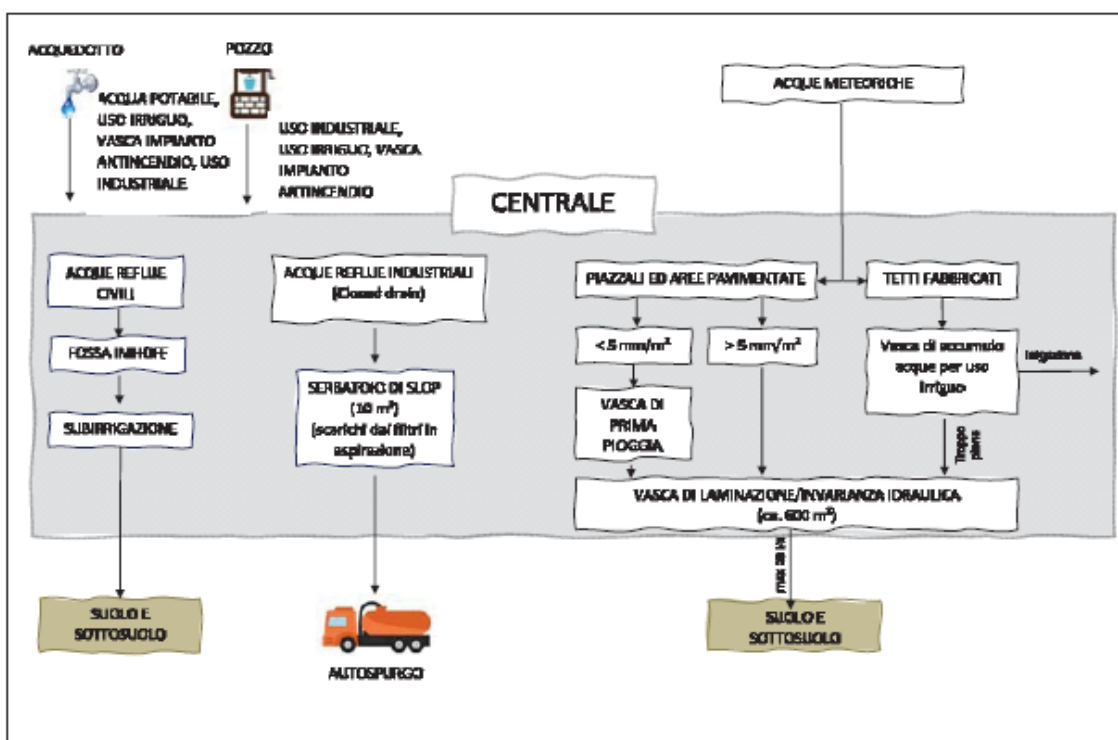 ACQUEDOTTO
ACQUA POTABILE,
USO IRRIGUO,
VASCA IMPIANTO
ANTINCENDIO, USO
INDUSTRIALE
POZZO
USO INDUSTRIALE,
USO IRRIGUO, VASCA
IMPIANTO
ANTINCENDIO
ACQUE METEORICHE
CENTRALE
ACQUE REFLUE
CIVILI
FOSSA IMHOFF
SUBIRRIGAZIONE
SUOLO E
SOTTOSUOLO
ACQUE REFLUE INDUSTRIALI
(Closed drain)
SERBATOIO DI SLOP
(10 m³)
(scarichi dai filtri in
aspirazione)
AUTOSPURGO
PIAZZALI ED AREE PAVIMENTATE
< 5 mm/m²
> 5 mm/m²
VASCA DI
PRIMA
PIOGGIA
TETTI FABBRICATI
Vasca di accumulo
acque per uso
irriguo
Irrigazione
Troppo
pieno
VASCA DI LAMINAZIONE/INVARIANZA IDRAULICA
(ca. 600 m³)
max
SUOLO E
SOTTOSUOLO